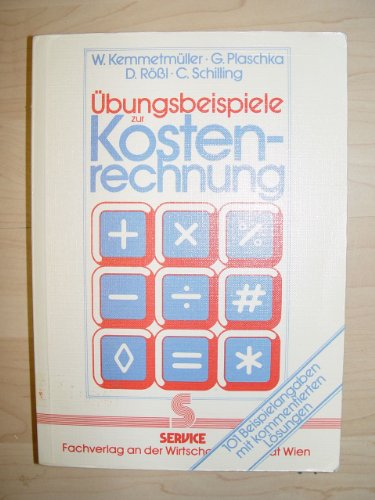 W. Kemmetmüller · G. Plaschka
D. Rößl · C. Schilling
Übungsbeispiele
zur
Kosten-
rechnung
+ × %
− ÷ #
◊ = *
S
SERVICE
Fachverlag an der Wirtsch
t Wien
101 Beispielangaben
mit kommentierten
Lösungen